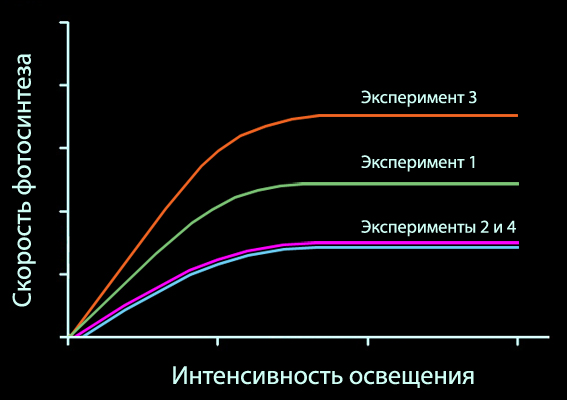 Скорость фотосинтеза
Эксперимент 3
Эксперимент 1
Эксперименты 2 и 4
Интенсивность освещения